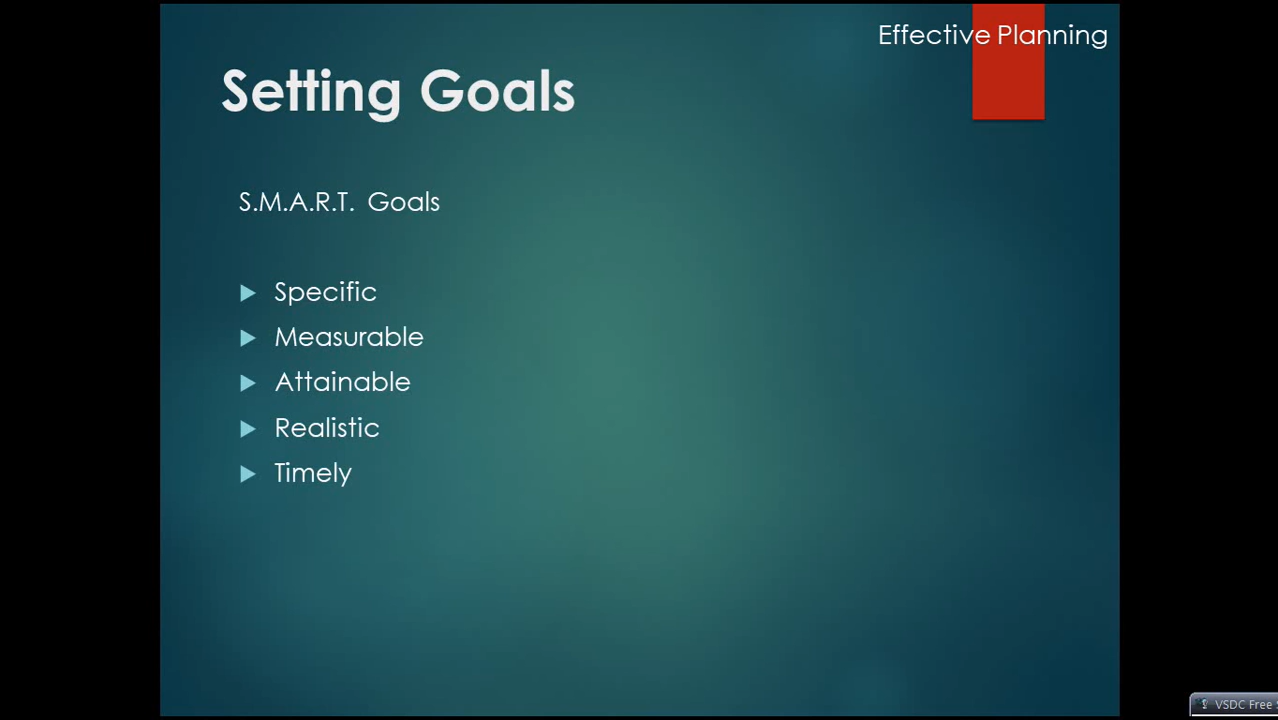 Effective Planning
Setting Goals
S.M.A.R.T. Goals
Specific
Measurable
Attainable
Realistic
Timely
VSDC Free